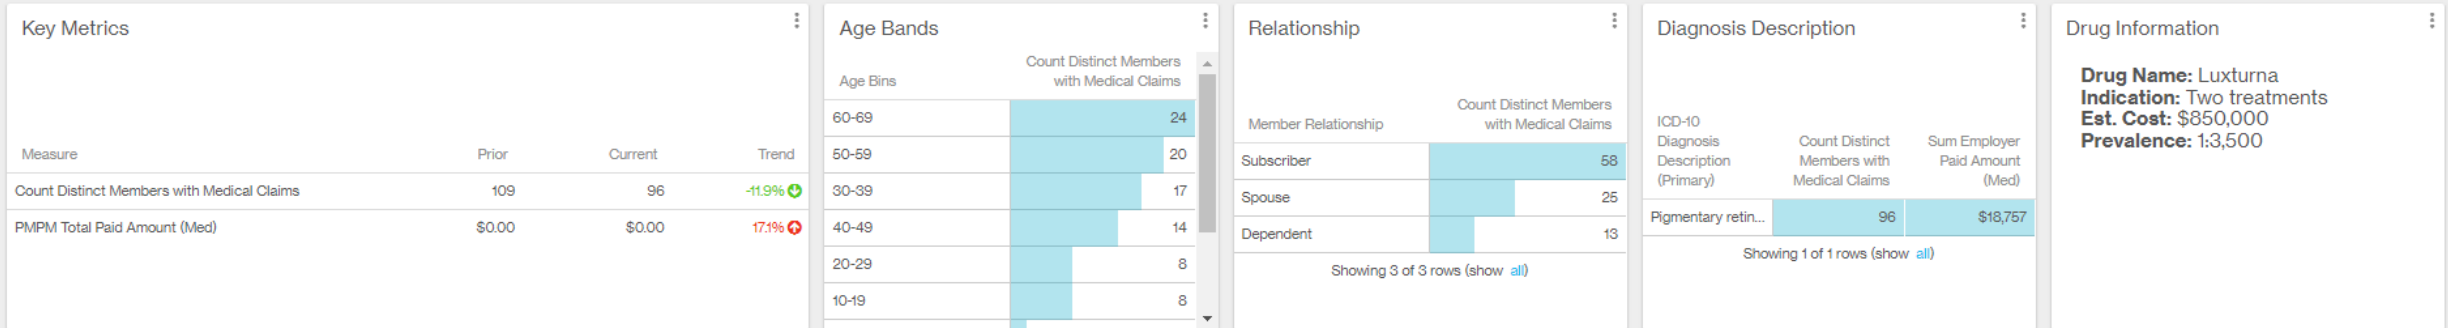 Key Metrics
Measure Prior Current Trend
Count Distinct Members with Medical Claims 109 96 -11.9%
PMPM Total Paid Amount (Med) $0.00 $0.00 17.1%
Age Bands
Age Bins Count Distinct Members
with Medical Claims
60-69 24
50-59 20
30-39 17
40-49 14
20-29 8
10-19 8
Relationship
Member Relationship Count Distinct Members
with Medical Claims
Subscriber 58
Spouse 25
Dependent 13
Showing 3 of 3 rows (show all)
Diagnosis Description
ICD-10
Diagnosis Count Distinct Sum Employer
Description Members with Paid Amount
(Primary) Medical Claims (Med)
Pigmentary retin... 96 $18,757
Showing 1 of 1 rows (show all)
Drug Information
Drug Name: Luxturna
Indication: Two treatments
Est. Cost: $850,000
Prevalence: 1:3,500